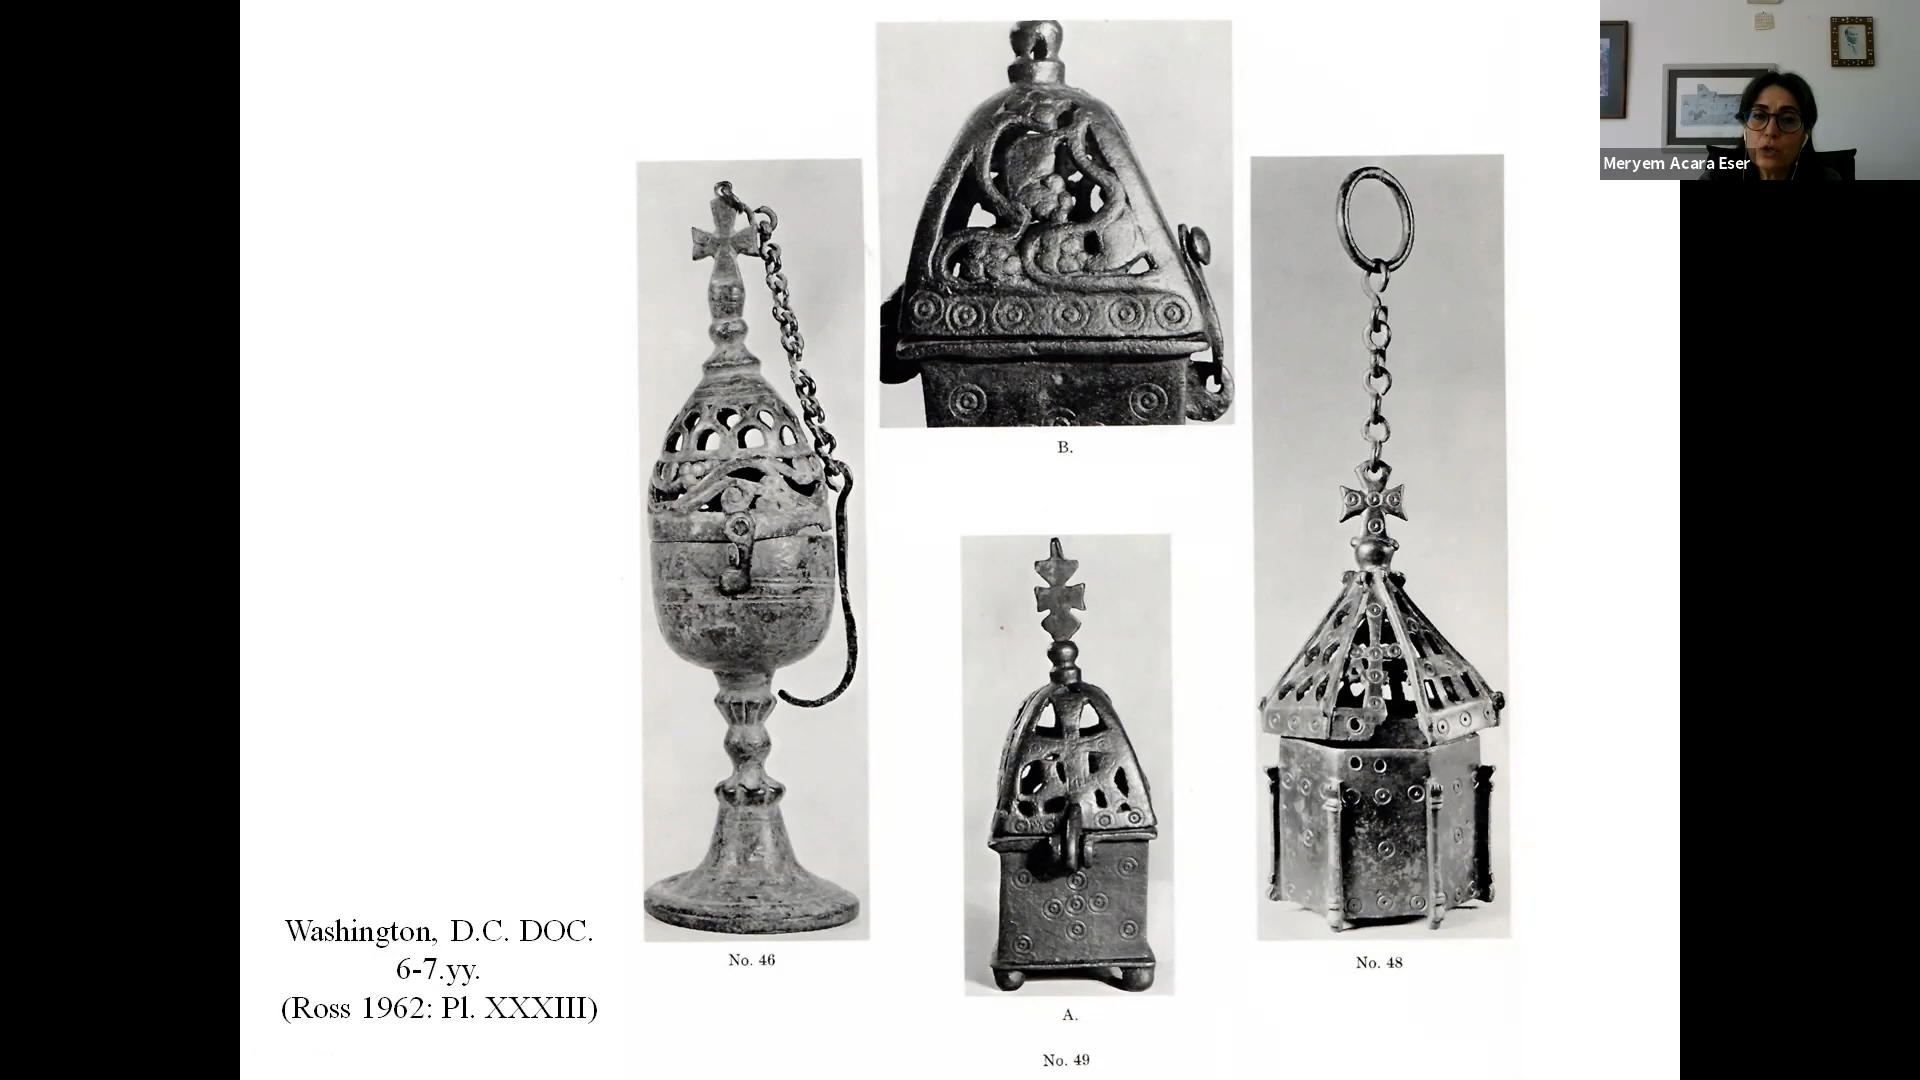 Meryem Acara Eser
B.
No. 46
No. 48
A.
No. 49
Washington, D.C. DOC.
6-7.yy.
(Ross 1962: Pl. XXXIII)